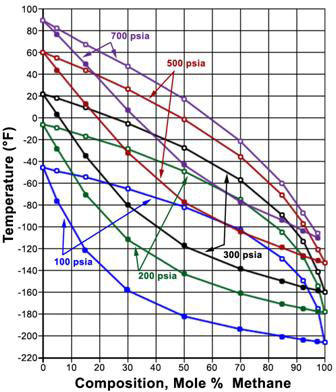 100
80
60
40
20
0
-20
-40
-60
-80
-100
-120
-140
-160
-180
-200
-220
Temperature (°F)
700 psia
500 psia
300 psia
200 psia
100 psia
0 10 20 30 40 50 60 70 80 90 100
Composition, Mole % Methane